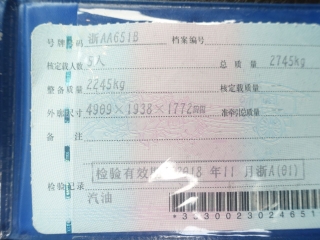 号牌号码 浙AA651B 档案编号
核定载人数 5人 总质量 2745kg
整备质量 2245kg 核定载质量
外廓尺寸 4909×1938×1772mm 准牵引总质量
备注
检验有效期至2018年11月浙A(01)
检验记录
汽油